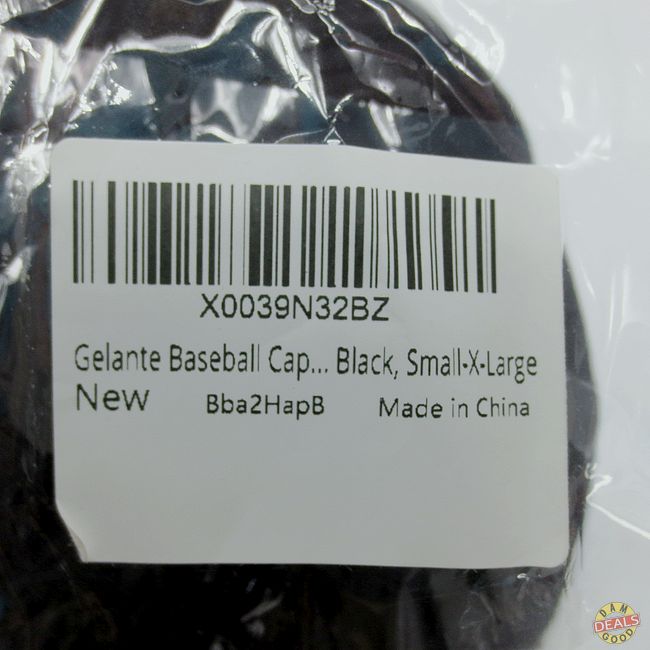 X0039N32BZ
Gelante Baseball Cap... Black, Small-X-Large
New Bba2HapB Made in China
DAM
DEALS
GOOD